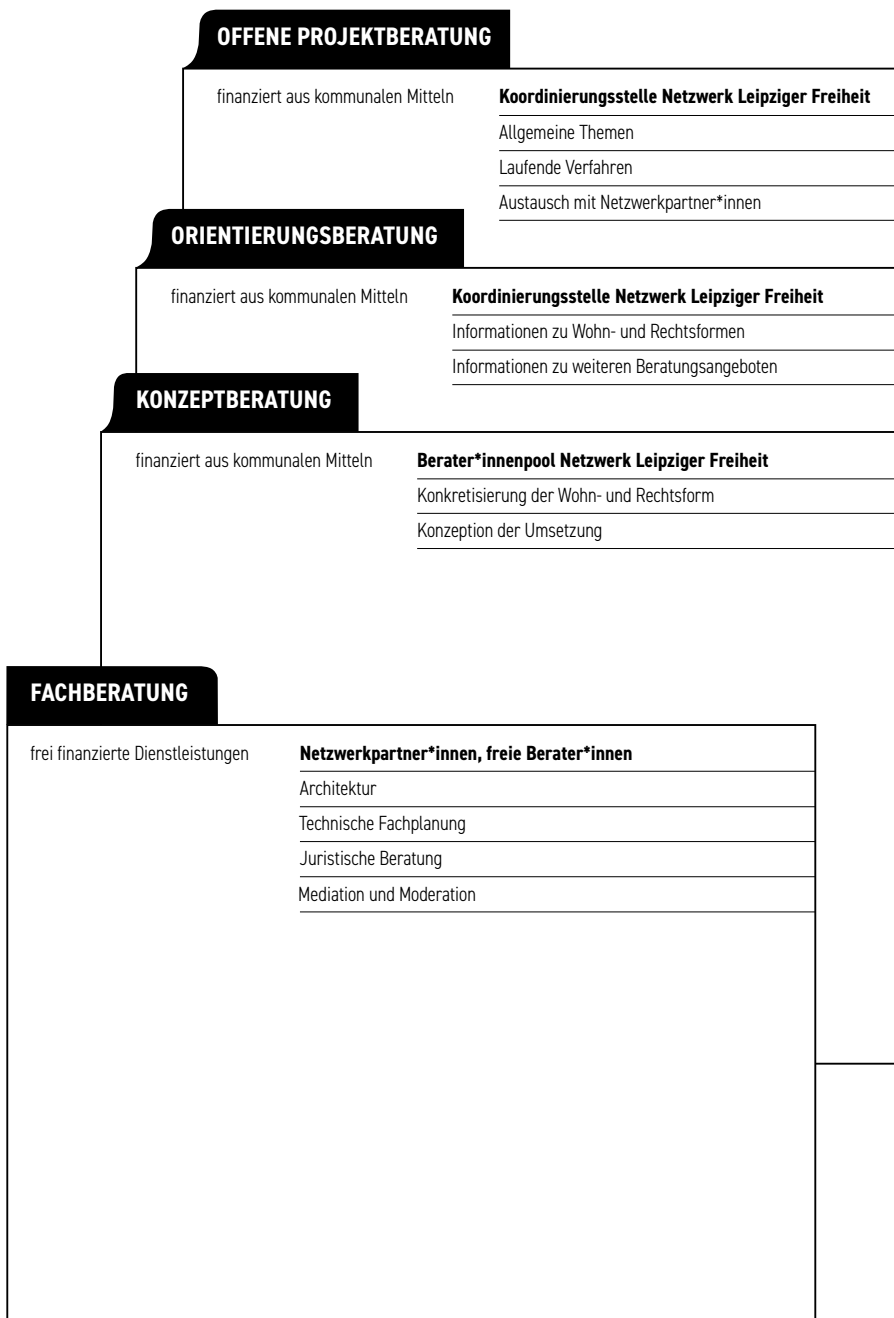 OFFENE PROJEKTBERATUNG
finanziert aus kommunalen Mitteln
Koordinierungsstelle Netzwerk Leipziger Freiheit
Allgemeine Themen
Laufende Verfahren
Austausch mit Netzwerkpartner*innen
ORIENTIERUNGSBERATUNG
finanziert aus kommunalen Mitteln
Koordinierungsstelle Netzwerk Leipziger Freiheit
Informationen zu Wohn- und Rechtsformen
Informationen zu weiteren Beratungsangeboten
KONZEPTBERATUNG
finanziert aus kommunalen Mitteln
Berater*innenpool Netzwerk Leipziger Freiheit
Konkretisierung der Wohn- und Rechtsform
Konzeption der Umsetzung
FACHBERATUNG
frei finanzierte Dienstleistungen
Netzwerkpartner*innen, freie Berater*innen
Architektur
Technische Fachplanung
Juristische Beratung
Mediation und Moderation